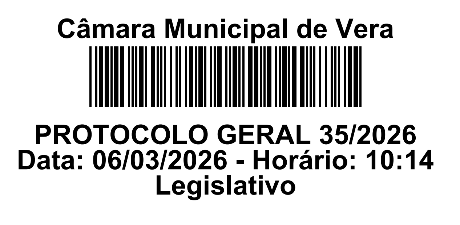 Câmara Municipal de Vera
PROTOCOLO GERAL 35/2026
Data: 06/03/2026 - Horário: 10:14
Legislativo